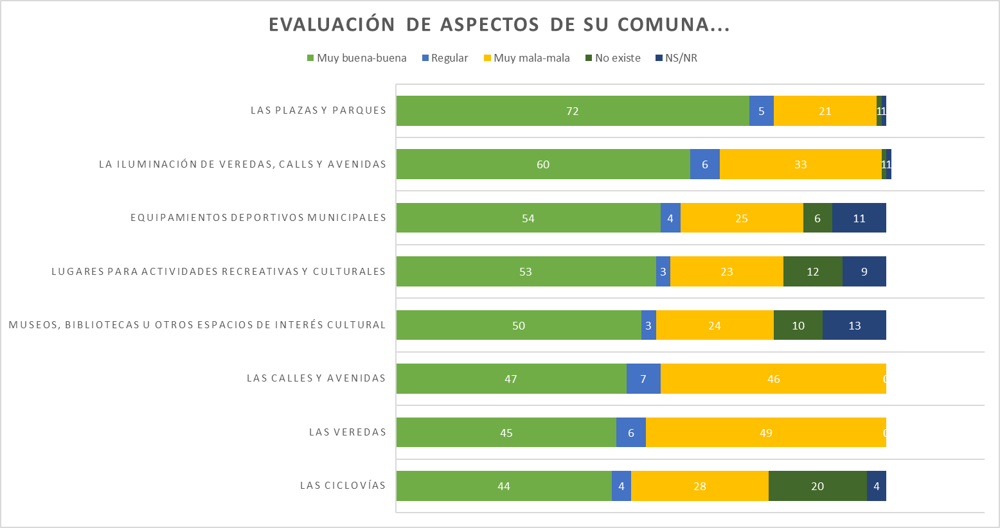 EVALUACIÓN DE ASPECTOS DE SU COMUNA...
Muy buena-buena Regular Muy mala-mala No existe NS/NR
LAS PLAZAS Y PARQUES 72 5 21 1 1
LA ILUMINACIÓN DE VEREDAS, CALLS Y AVENIDAS 60 6 33 1 1
EQUIPAMIENTOS DEPORTIVOS MUNICIPALES 54 4 25 6 11
LUGARES PARA ACTIVIDADES RECREATIVAS Y CULTURALES 53 3 23 12 9
MUSEOS, BIBLIOTECAS U OTROS ESPACIOS DE INTERÉS CULTURAL 50 3 24 10 13
LAS CALLES Y AVENIDAS 47 7 46 0
LAS VEREDAS 45 6 49 0
LAS CICLOVÍAS 44 4 28 20 4